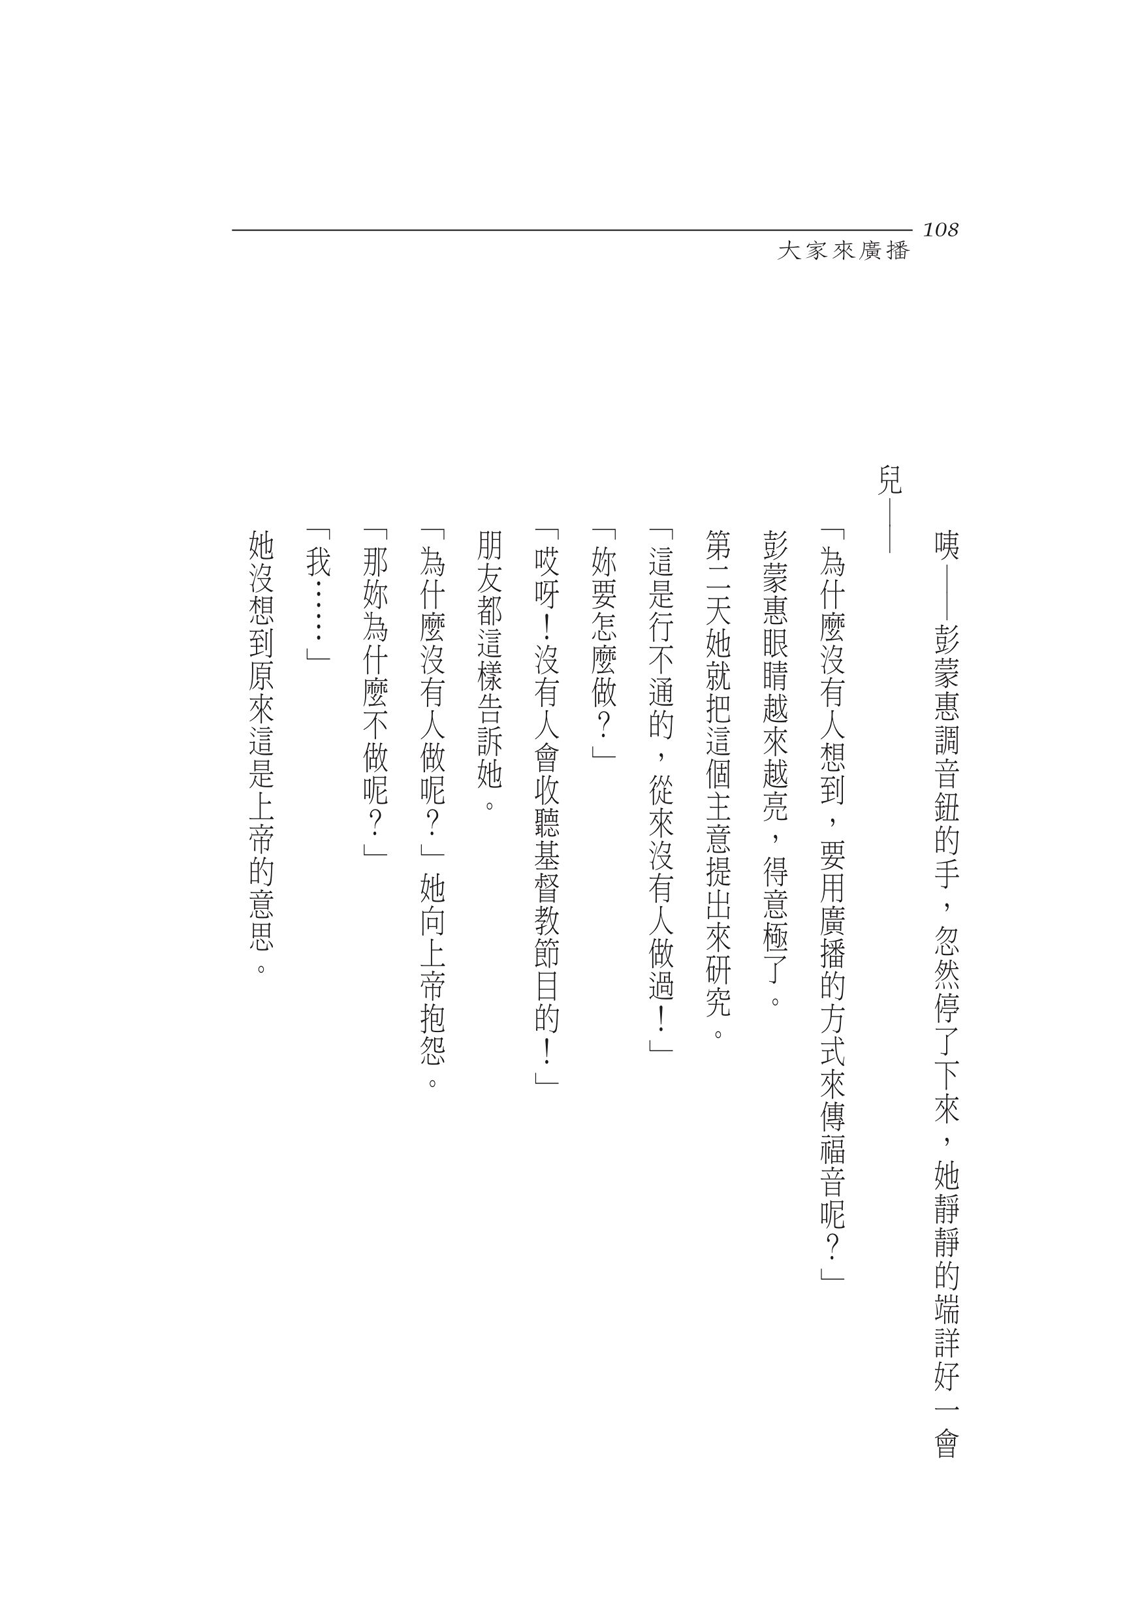 108
大家來廣播
咦——彭蒙惠調音鈕的手，忽然停了下來，她靜靜的端詳好一會
兒——
「為什麼沒有人想到，要用廣播的方式來傳福音呢？」
彭蒙惠眼睛越來越亮，得意極了。
第二天她就把這個主意提出來研究。
「這是行不通的，從來沒有人做過！」
「妳要怎麼做？」
「哎呀！沒有人會收聽基督教節目的！」
朋友都這樣告訴她。
「為什麼沒有人做呢？」她向上帝抱怨。
「那妳為什麼不做呢？」
「我……」
她沒想到原來這是上帝的意思。